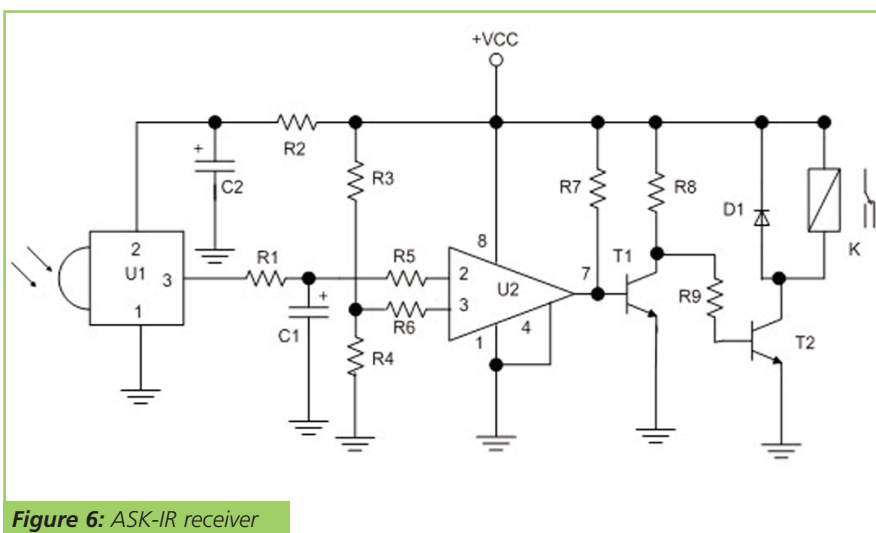 +VCC
R2
+
C2
R3
R7
R8
D1
K
2
U1
3
1
R1
+
C1
R5
R6
R4
8
2
3
U2
7
1
4
T1
R9
T2
Figure 6: ASK-IR receiver